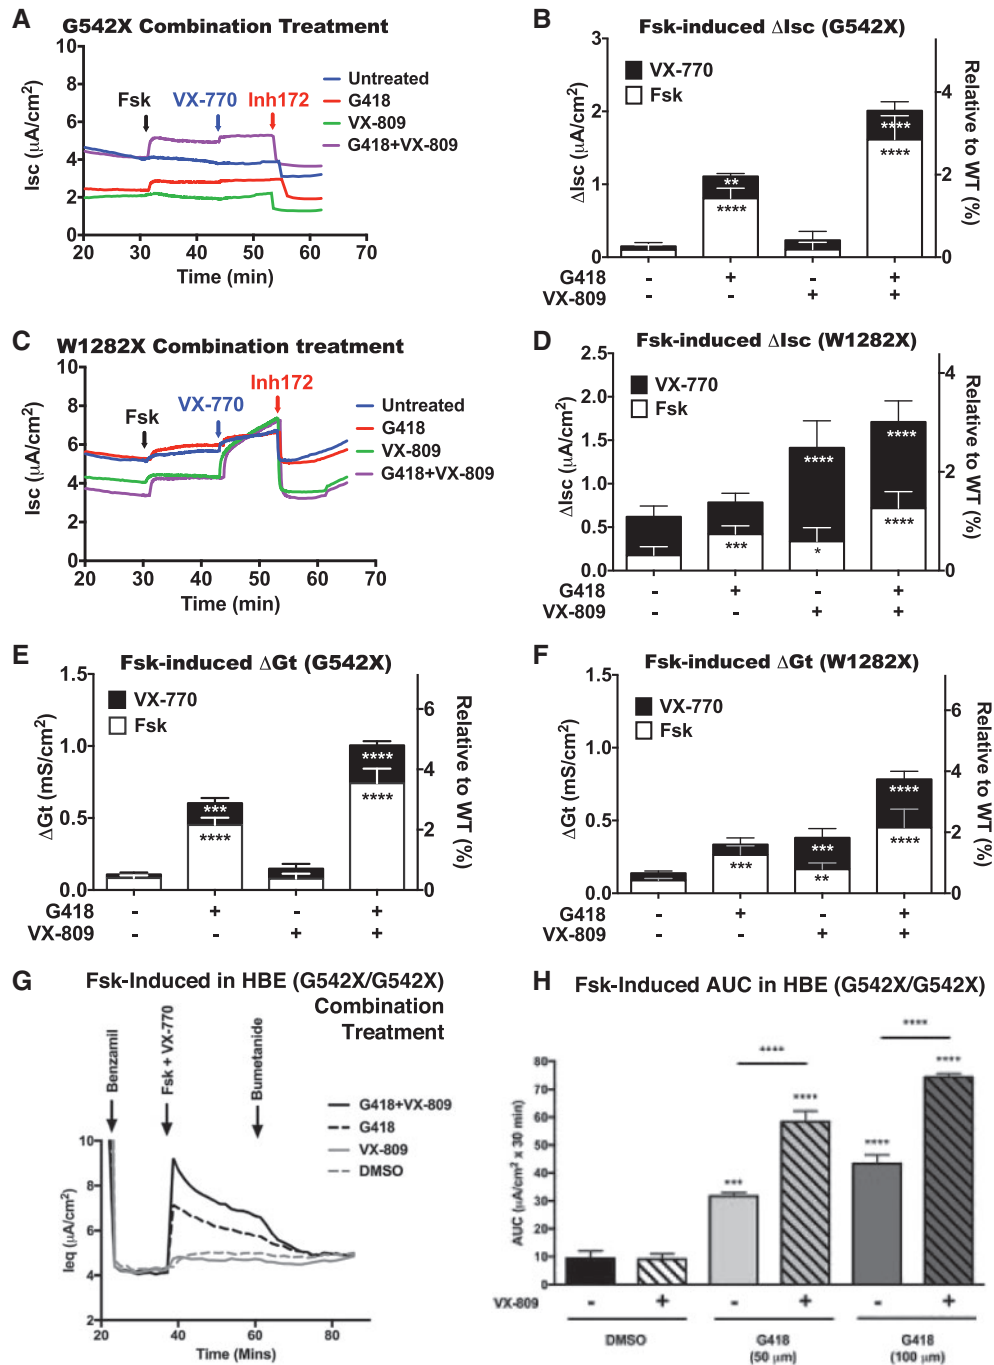 A
G542X Combination Treatment
10
8
6
4
2
0
Isc (μA/cm²)
Fsk
VX-770
Inh172
Untreated
G418
VX-809
G418+VX-809
20 30 40 50 60 70
Time (min)
B
Fsk-induced ΔIsc (G542X)
3
2
1
0
ΔIsc (μA/cm²)
VX-770
Fsk
** **** **** ****
4
2
0
Relative to WT (%)
G418 - + - +
VX-809 - - + +
C
W1282X Combination treatment
10
8
6
4
2
0
Isc (μA/cm²)
Fsk
VX-770
Inh172
Untreated
G418
VX-809
G418+VX-809
20 30 40 50 60 70
Time (min)
D
Fsk-induced ΔIsc (W1282X)
2.5
2.0
1.5
1.0
0.5
0.0
ΔIsc (μA/cm²)
VX-770
Fsk
*** **** * **** ****
4
2
0
Relative to WT (%)
G418 - + - +
VX-809 - - + +
E
Fsk-induced ΔGt (G542X)
1.5
1.0
0.5
0.0
ΔGt (mS/cm²)
VX-770
Fsk
*** **** **** ****
6
4
2
0
Relative to WT (%)
G418 - + - +
VX-809 - - + +
F
Fsk-induced ΔGt (W1282X)
1.5
1.0
0.5
0.0
ΔGt (mS/cm²)
VX-770
Fsk
*** *** ** **** ****
6
4
2
0
Relative to WT (%)
G418 - + - +
VX-809 - - + +
G
Fsk-Induced in HBE (G542X/G542X)
Combination
Treatment
Benzamil
Fsk + VX-770
Bumetanide
G418+VX-809
G418
VX-809
DMSO
10
8
6
4
2
Ieq (μA/cm²)
20 40 60 80
Time (Mins)
H
Fsk-Induced AUC in HBE (G542X/G542X)
80
70
60
50
40
30
20
10
0
AUC (μA/cm² x 30 min)
*** **** **** **** **** ****
VX-809 - + - + - +
DMSO G418 G418
(50 μm) (100 μm)